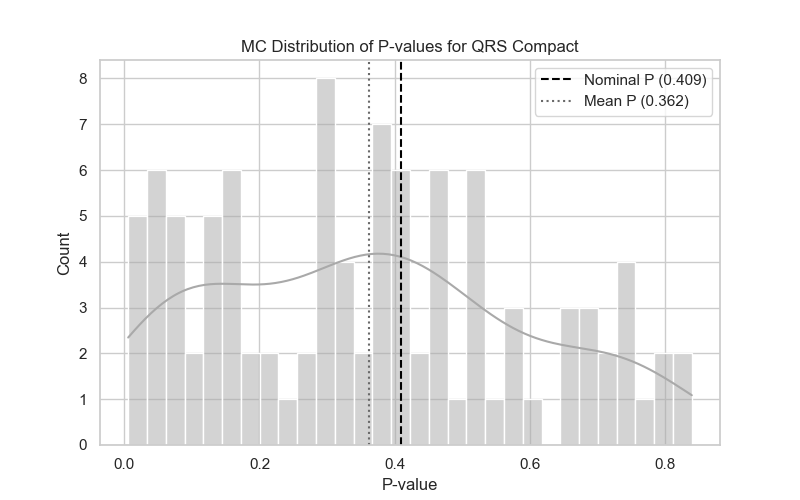 MC Distribution of P-values for QRS Compact
Nominal P (0.409)
Mean P (0.362)
Count
8
7
6
5
4
3
2
1
0
0.0 0.2 0.4 0.6 0.8
P-value